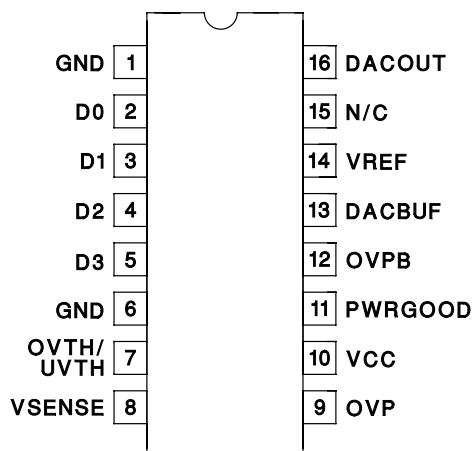 GND 1 16 DACOUT
D0 2 15 N/C
D1 3 14 VREF
D2 4 13 DACBUF
D3 5 12 OVPB
GND 6 11 PWRGOOD
OVTH/
UVTH 7 10 VCC
VSENSE 8 9 OVP